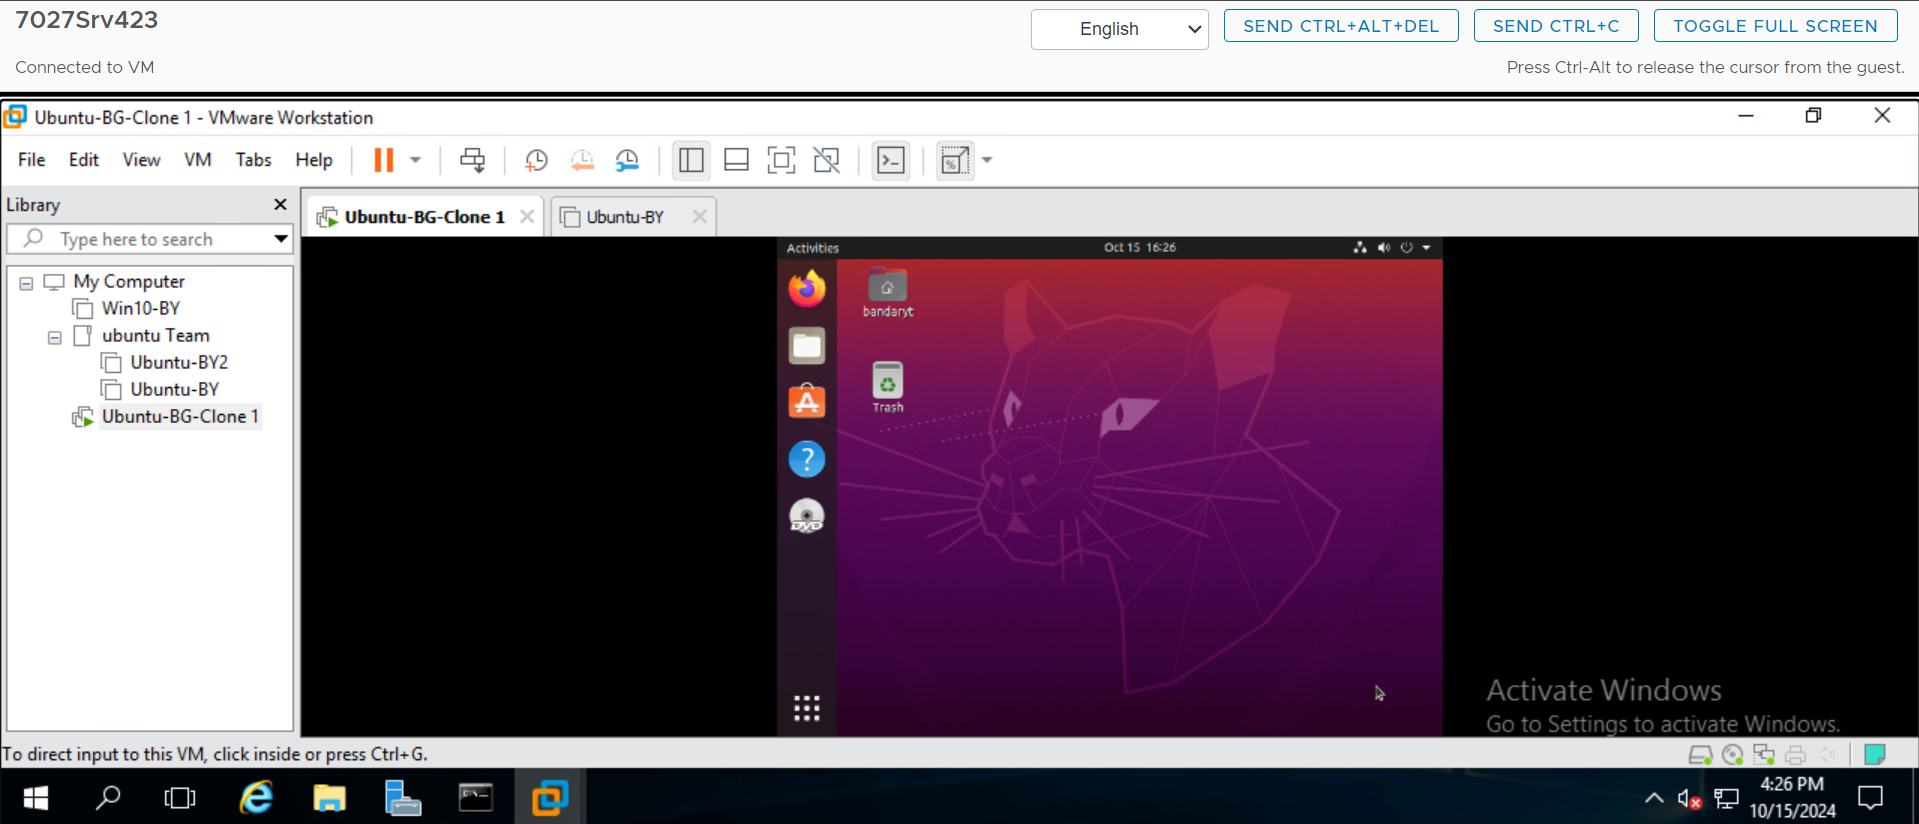 7027Srv423
English
SEND CTRL+ALT+DEL
SEND CTRL+C
TOGGLE FULL SCREEN
Connected to VM
Press Ctrl-Alt to release the cursor from the guest.
Ubuntu-BG-Clone 1 - VMware Workstation
File Edit View VM Tabs Help
Library
Type here to search
My Computer
Win10-BY
ubuntu Team
Ubuntu-BY2
Ubuntu-BY
Ubuntu-BG-Clone 1
Ubuntu-BG-Clone 1
Ubuntu-BY
Activities
Oct 15 16:26
bandaryt
Trash
DVD
Activate Windows
Go to Settings to activate Windows.
To direct input to this VM, click inside or press Ctrl+G.
4:26 PM
10/15/2024